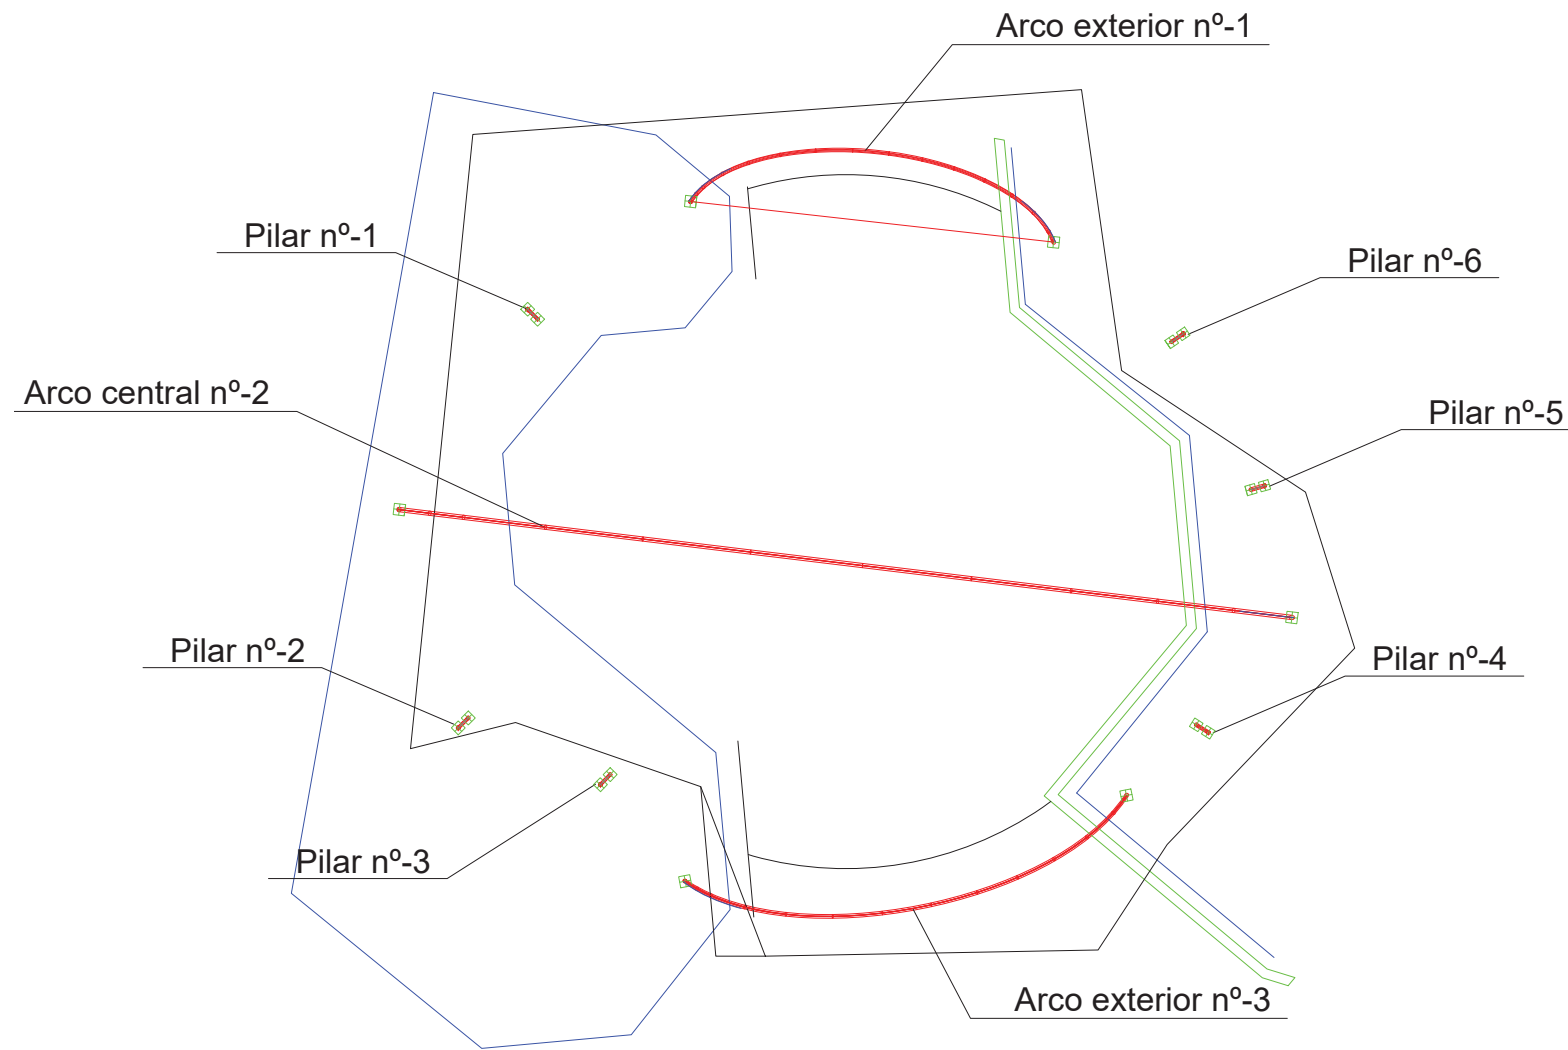 Arco exterior nº-1
Pilar nº-1
Pilar nº-6
Arco central nº-2
Pilar nº-5
Pilar nº-2
Pilar nº-4
Pilar nº-3
Arco exterior nº-3